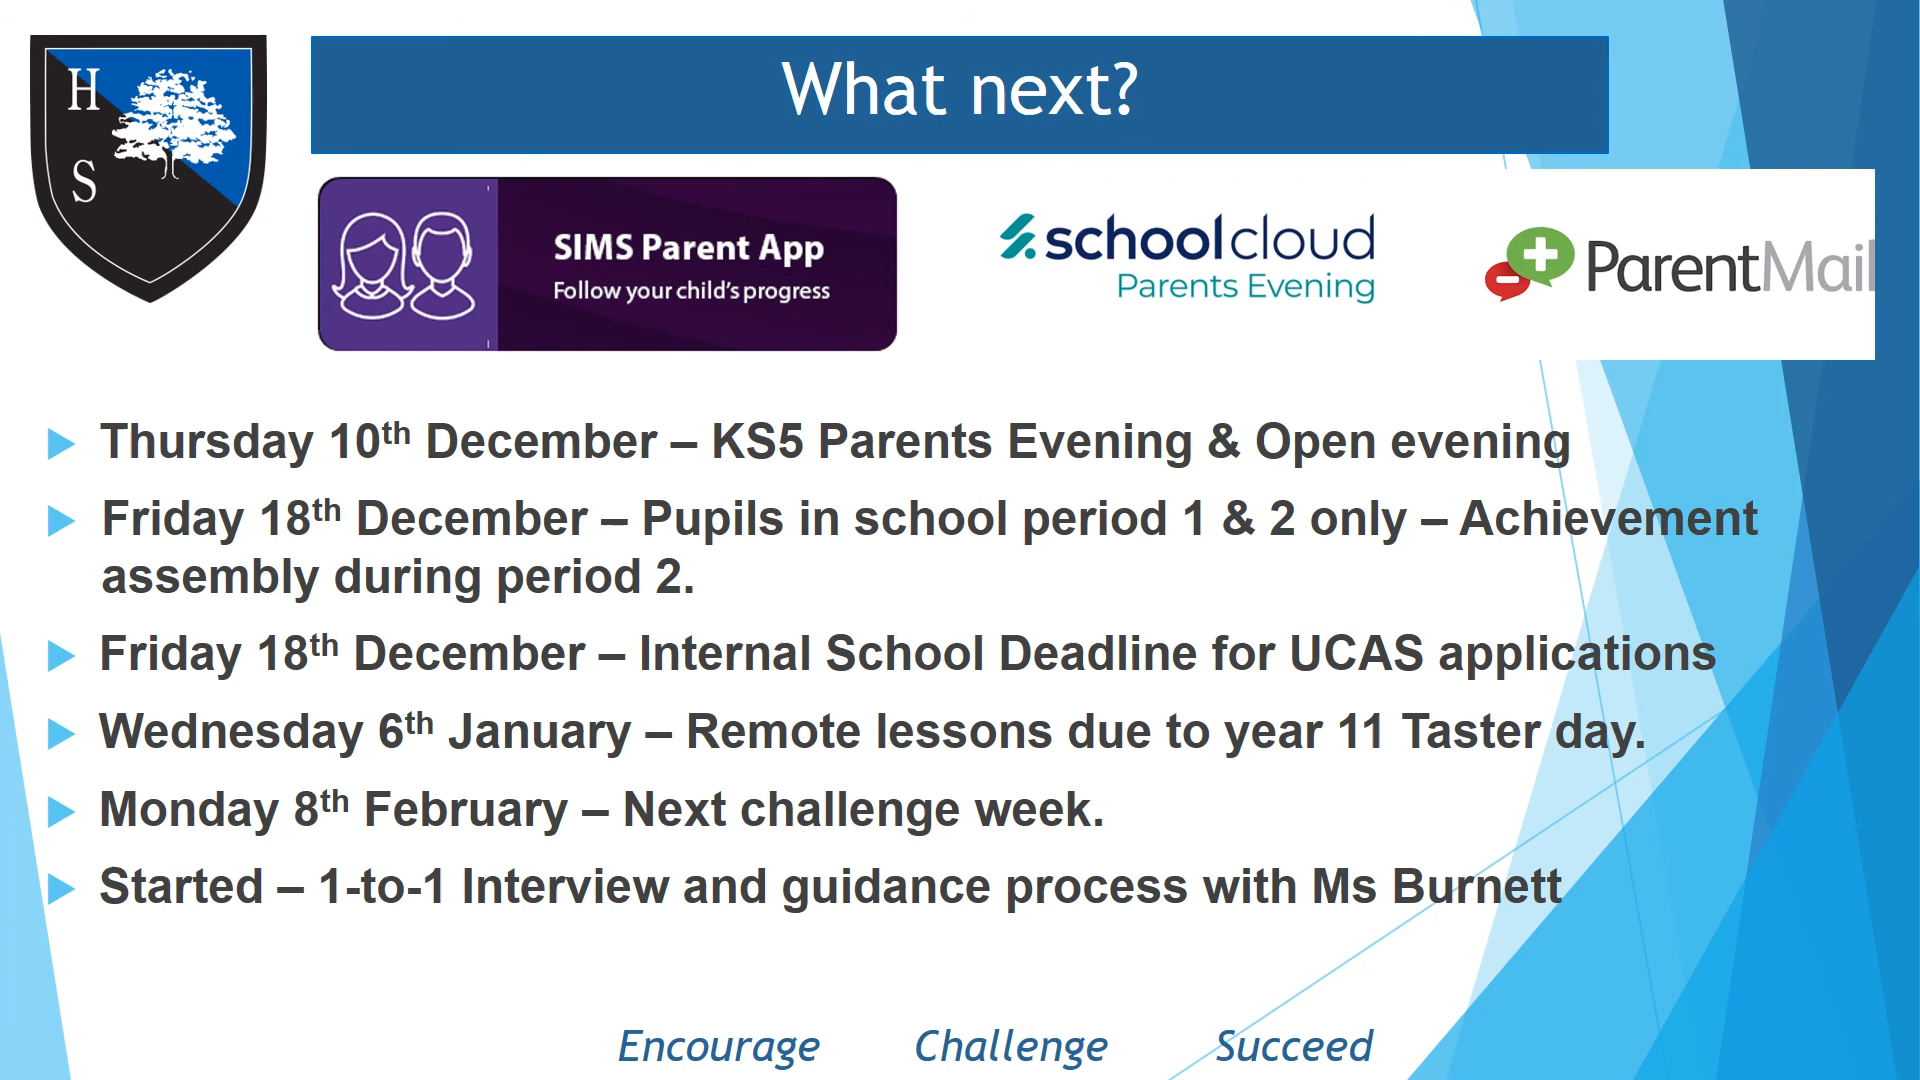 H
S
What next?
SIMS Parent App
Follow your child's progress
schoolcloud
Parents Evening
ParentMail
Thursday 10th December – KS5 Parents Evening & Open evening
Friday 18th December – Pupils in school period 1 & 2 only – Achievement
assembly during period 2.
Friday 18th December – Internal School Deadline for UCAS applications
Wednesday 6th January – Remote lessons due to year 11 Taster day.
Monday 8th February – Next challenge week.
Started – 1-to-1 Interview and guidance process with Ms Burnett
Encourage Challenge Succeed